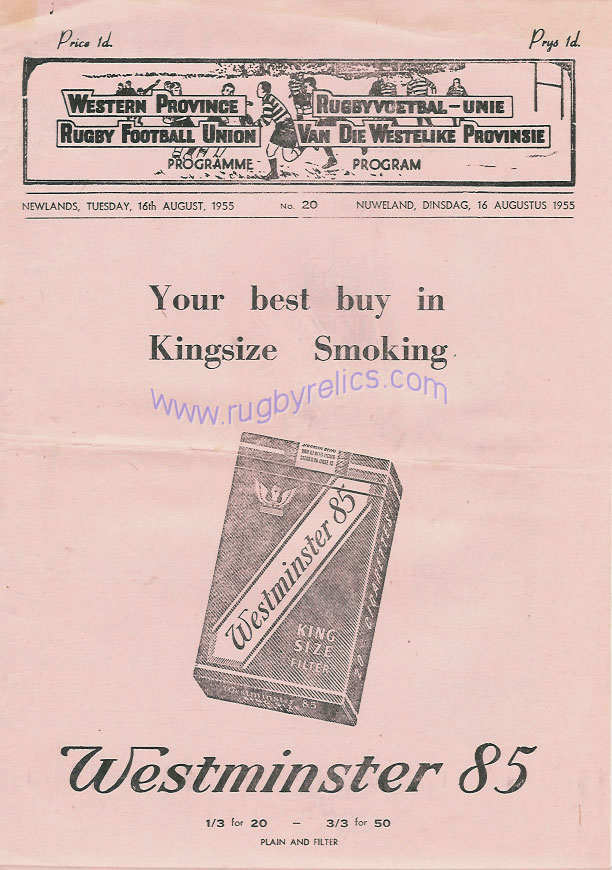 Price 1d.
Prys 1d.
WESTERN PROVINCE
RUGBYVOETBAL-UNIE
RUGBY FOOTBALL UNION
VAN DIE WESTELIKE PROVINSIE
PROGRAMME
PROGRAM
NEWLANDS, TUESDAY, 16th AUGUST, 1955 No. 20 NUWELAND, DINSDAG, 16 AUGUSTUS 1955
Your best buy in
Kingsize Smoking
www.rugbyrelics.com
Westminster 85
KING
SIZE
FILTER
20 CIGARETTES
Westminster 85
Westminster 85
1/3 for 20 – 3/3 for 50
PLAIN AND FILTER